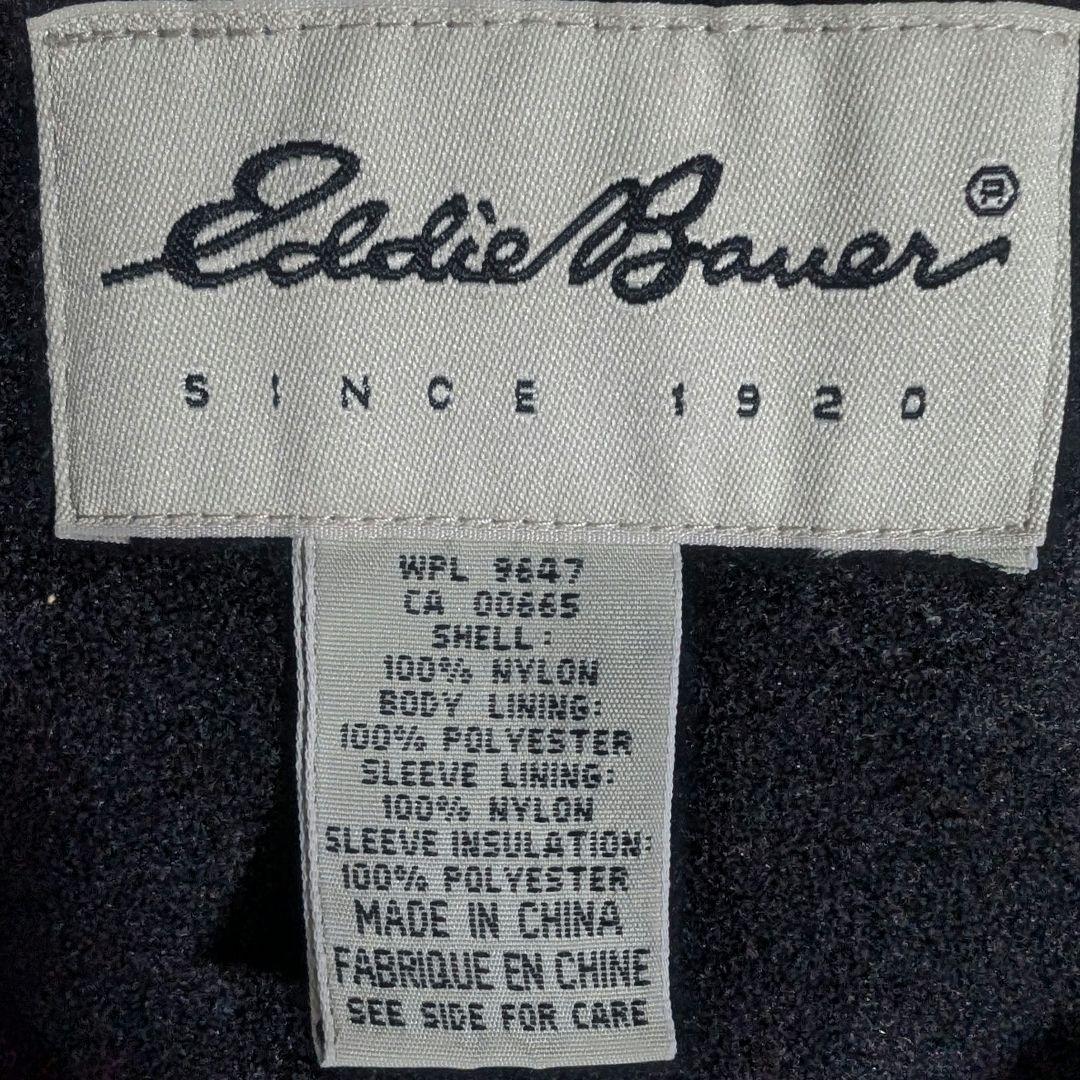 Eddie Bauer ®
SINCE 1920
WPL 9647
CA 00665
SHELL:
100% NYLON
BODY LINING:
100% POLYESTER
SLEEVE LINING:
100% NYLON
SLEEVE INSULATION:
100% POLYESTER
MADE IN CHINA
FABRIQUE EN CHINE
SEE SIDE FOR CARE